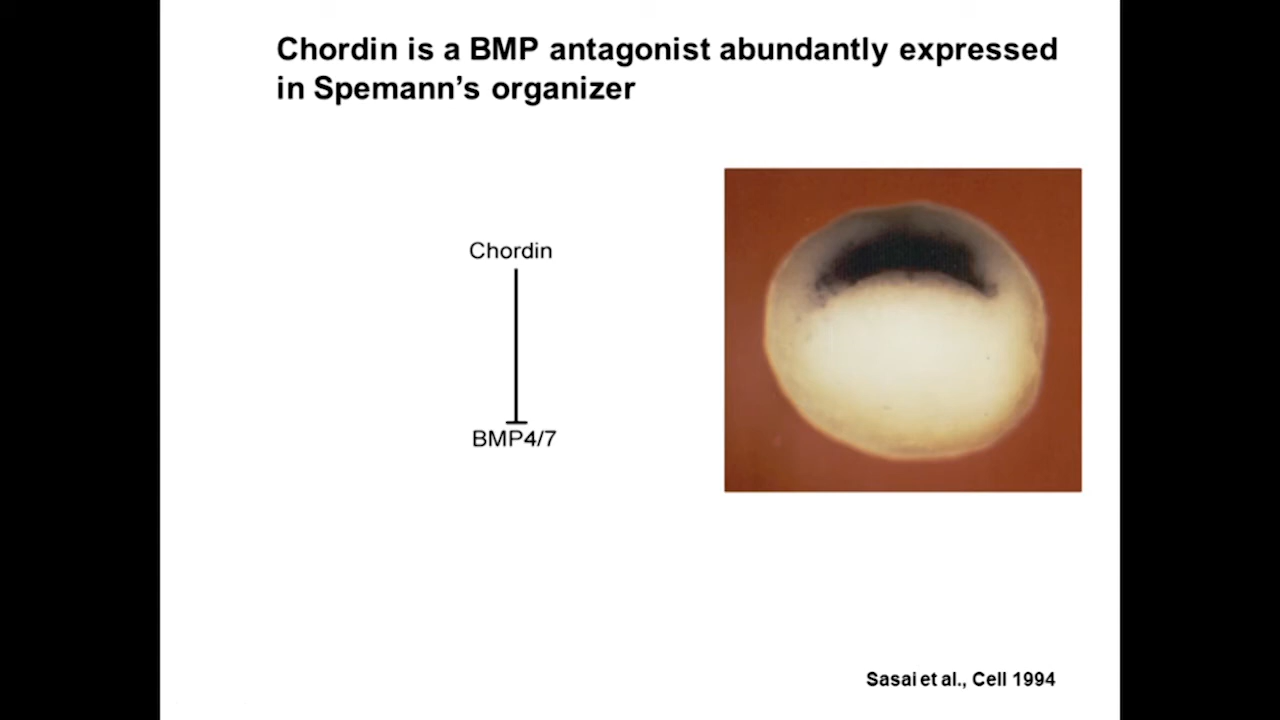 Chordin is a BMP antagonist abundantly expressed
in Spemann’s organizer
Chordin
BMP4/7
Sasai et al., Cell 1994